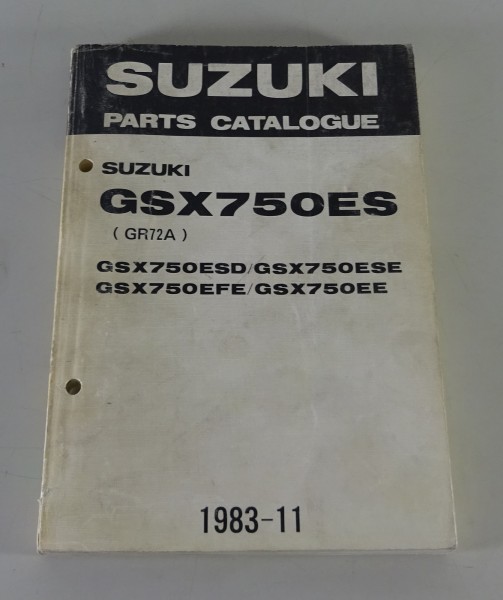 SUZUKI
PARTS CATALOGUE
SUZUKI
GSX750ES
( GR72A )
GSX750ESD/GSX750ESE
GSX750EFE/GSX750EE
1983-11